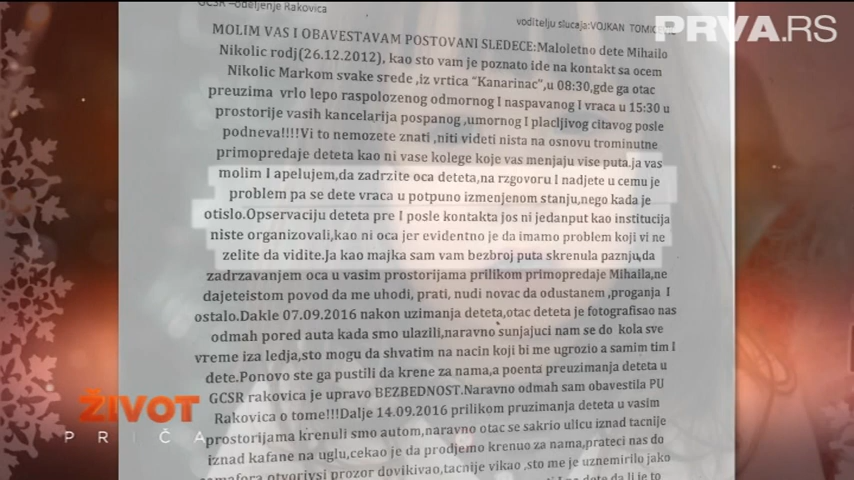 GCSR –odeljenje Rakovica
voditelju slucaja:VOJKAN
PRVA.RS
MOLIM VAS I OBAVESTAVAM POSTOVANI SLEDECE:Maloletno dete Mihailo
Nikolic rodj(26.12.2012), kao sto vam je poznato ide na kontakt sa ocem
Nikolic Markom svake srede ,iz vrtica "Kanarinac",u 08:30,gde ga otac
preuzima vrlo lepo raspolozenog odmornog I naspavanog I vraca u 15:30 u
prostorije vasih kancelarija pospanog ,umornog I placljivog citavog posle
podneva!!!!Vi to nemozete znati ,niti videti nista na osnovu trominutne
primopredaje deteta kao ni vase kolege koje vas menjaju vise puta.ja vas
molim I apelujem,da zadrzite oca deteta,na rzgovoru I nadjete u cemu je
problem pa se dete vraca u potpuno izmenjenom stanju,nego kada je
otislo.Opservaciju deteta pre I posle kontakta jos ni jedanput kao institucija
niste organizovali,kao ni oca jer evidentno je da imamo problem koji vi ne
zelite da vidite.Ja kao majka sam vam bezbroj puta skrenula paznju,da
zadrzavanjem oca u vasim prostorijama prilikom primopredaje Mihaila,ne
dajeteistom povod da me uhodi, prati, nudi novac da odustanem ,proganja I
ostalo.Dakle 07.09.2016 nakon uzimanja deteta,otac deteta je fotografisao nas
odmah pored auta kada smo ulazili,naravno sunjajuci nam se do kola sve
vreme iza ledja,sto mogu da shvatim na nacin koji bi me ugrozio a samim tim I
dete.Ponovo ste ga pustili da krene za nama,a poenta preuzimanja deteta u
GCSR rakovica je upravo BEZBEDNOST.Naravno odmah sam obavestila PU
Rakovica o tome!!!Dalje 14.09.2016 prilikom pruzimanja deteta u vasim
prostorijama krenuli smo autom,naravno otac se sakrio ulicu iznad tacnije
iznad kafane na uglu,cekao je da prodjemo krenuo za nama,prateci nas do
semafora otvorivsi prozor dovikivao,tacnije vikao ,sto me je uznemirilo jako
ŽIVOT
PRIČA